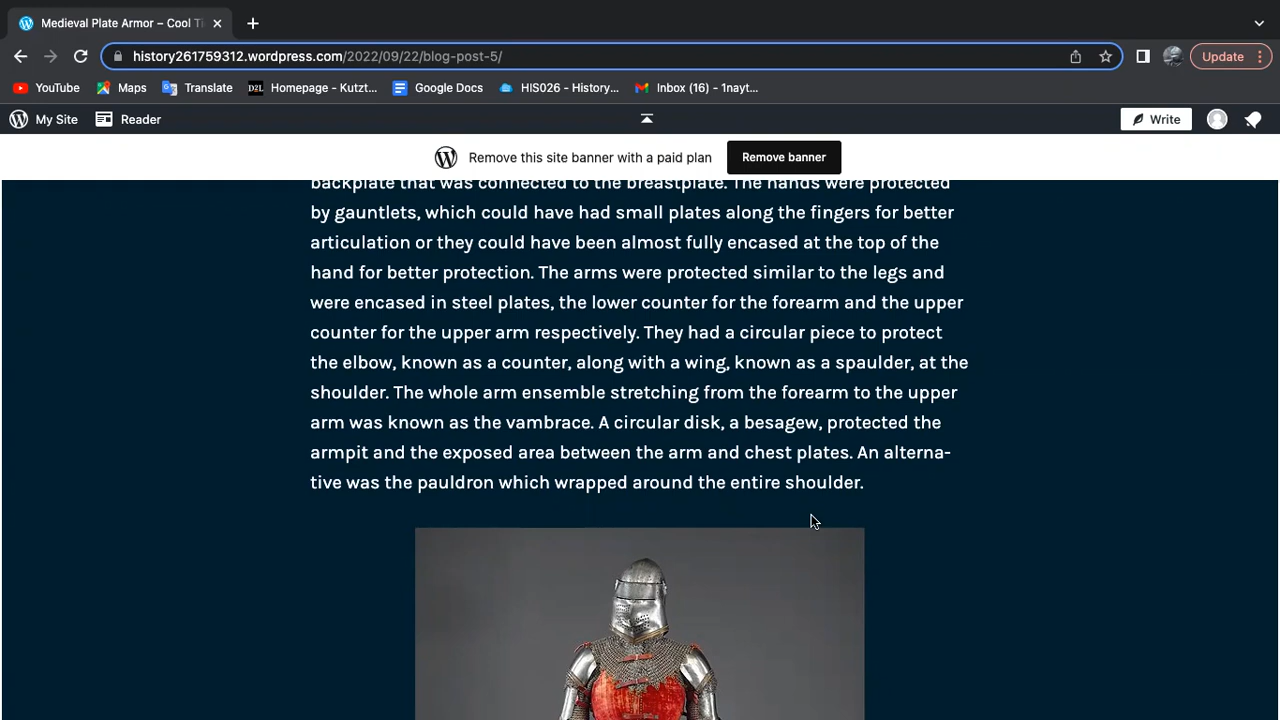 Medieval Plate Armor – Cool Ti
history261759312.wordpress.com/2022/09/22/blog-post-5/
Update
YouTube
Maps
Translate
Homepage - Kutzt...
Google Docs
HIS026 - History...
Inbox (16) - 1nayt...
My Site
Reader
Write
Remove this site banner with a paid plan
Remove banner
backplate that was connected to the breastplate. The hands were protected
by gauntlets, which could have had small plates along the fingers for better
articulation or they could have been almost fully encased at the top of the
hand for better protection. The arms were protected similar to the legs and
were encased in steel plates, the lower counter for the forearm and the upper
counter for the upper arm respectively. They had a circular piece to protect
the elbow, known as a counter, along with a wing, known as a spaulder, at the
shoulder. The whole arm ensemble stretching from the forearm to the upper
arm was known as the vambrace. A circular disk, a besagew, protected the
armpit and the exposed area between the arm and chest plates. An alterna-
tive was the pauldron which wrapped around the entire shoulder.